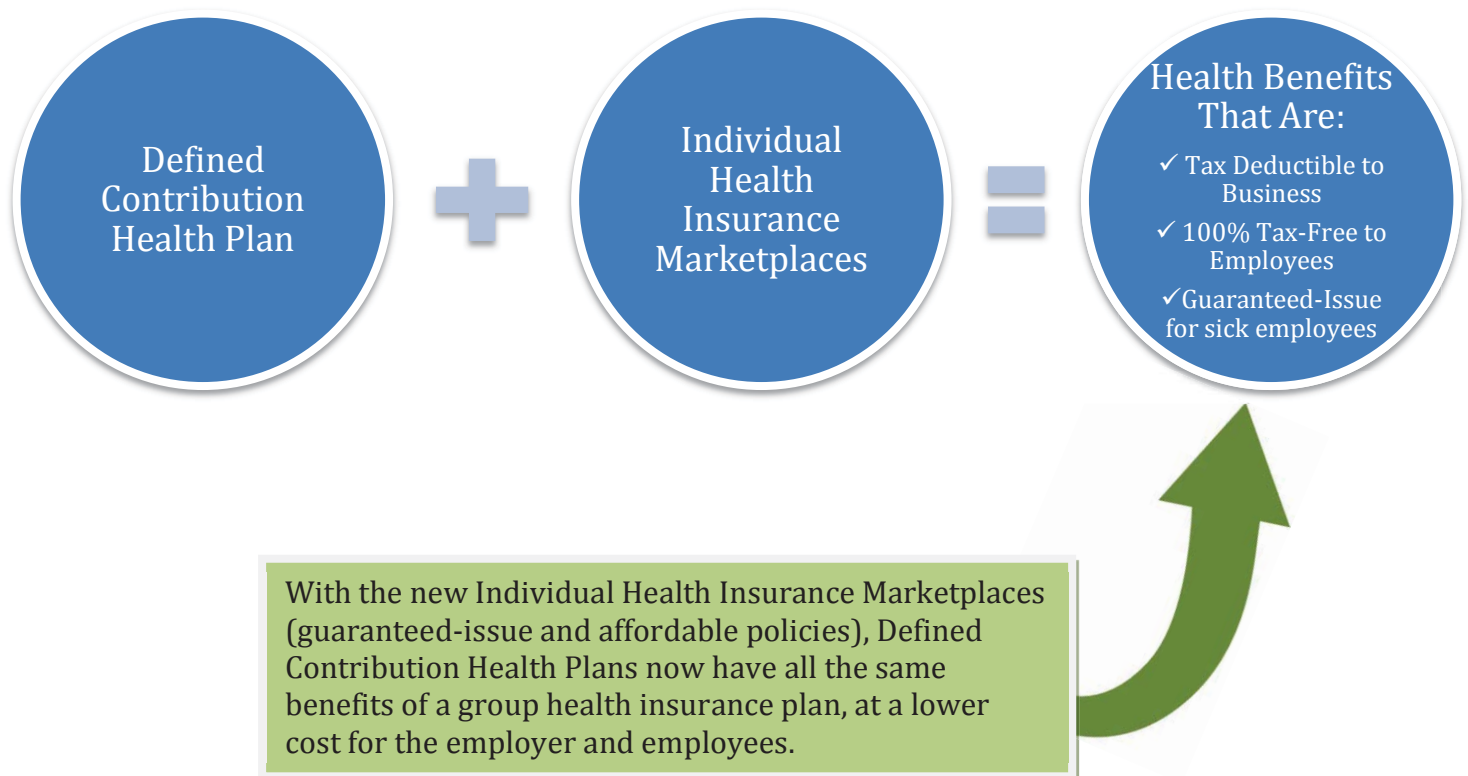 Defined
Contribution
Health Plan
Individual
Health
Insurance
Marketplaces
Health Benefits
That Are:
✓ Tax Deductible to
Business
✓ 100% Tax-Free to
Employees
✓Guaranteed-Issue
for sick employees
With the new Individual Health Insurance Marketplaces
(guaranteed-issue and affordable policies), Defined
Contribution Health Plans now have all the same
benefits of a group health insurance plan, at a lower
cost for the employer and employees.